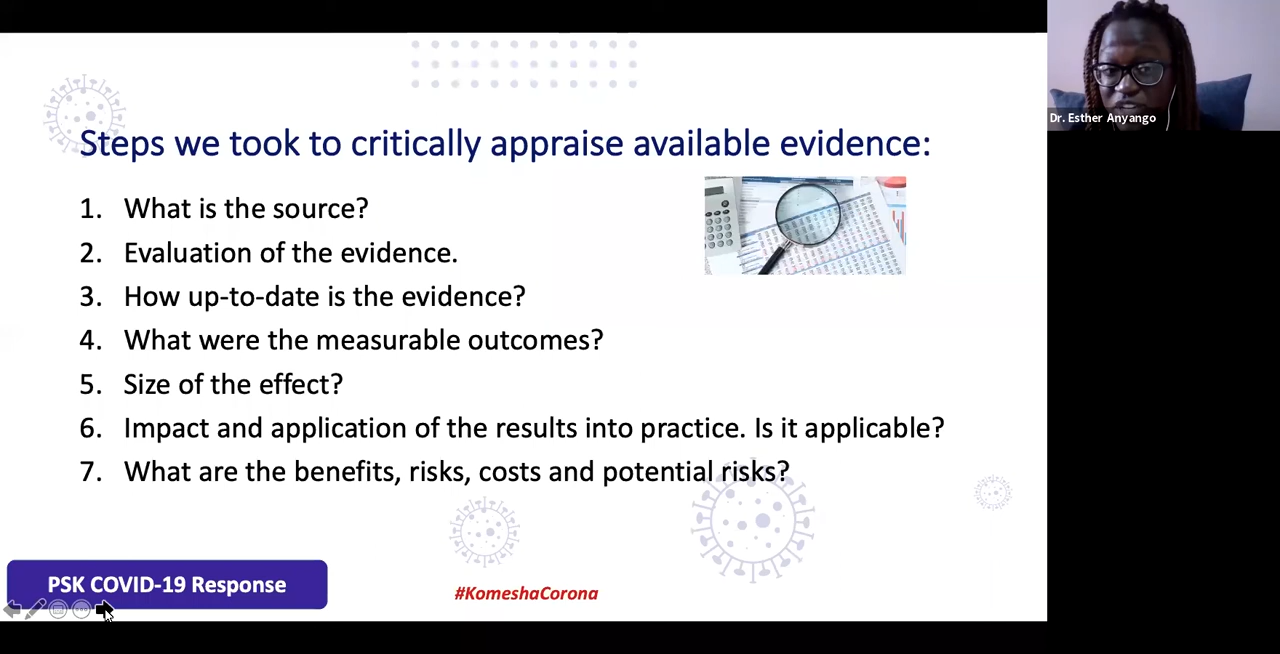 Dr. Esther Anyango
Steps we took to critically appraise available evidence:
1. What is the source?
2. Evaluation of the evidence.
3. How up-to-date is the evidence?
4. What were the measurable outcomes?
5. Size of the effect?
6. Impact and application of the results into practice. Is it applicable?
7. What are the benefits, risks, costs and potential risks?
PSK COVID-19 Response
#KomeshaCorona